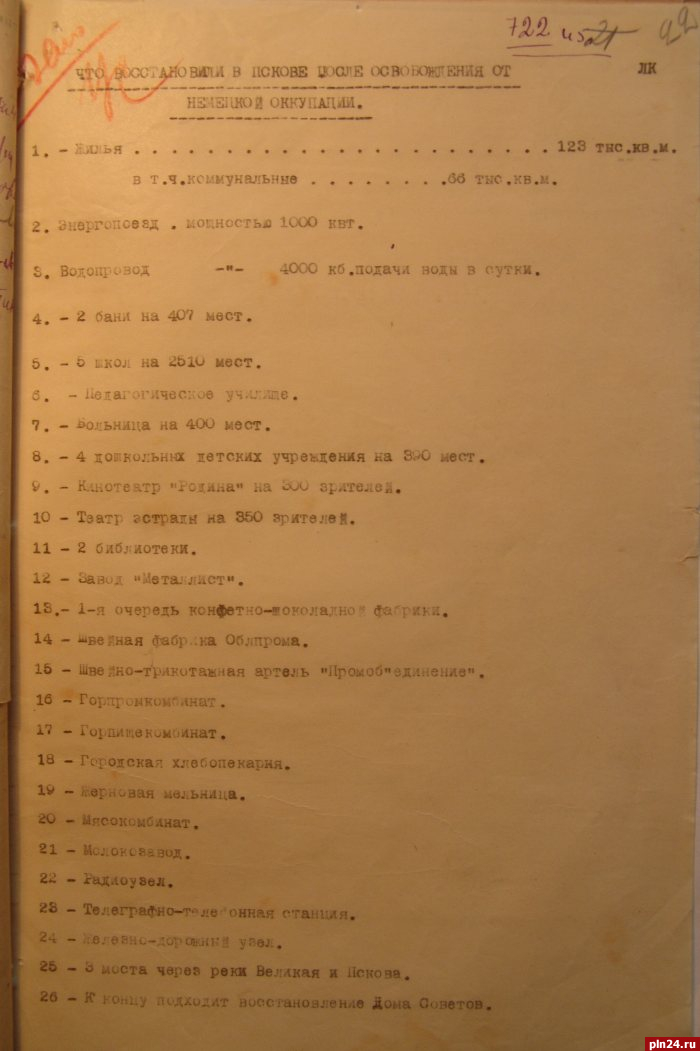 722 и 5
22
ЧТО ВОССТАНОВИЛИ В ПСКОВЕ ПОСЛЕ ОСВОБОЖДЕНИЯ ОТ ЛК
НЕМЕЦКОЙ ОККУПАЦИИ.
1. - Жилья . . . . . . . . . . . . . . . . . . . . . . . . 123 тыс.кв.м.
в т.ч.коммунальные . . . . . . . .66 тыс.кв.м.
2. Энергопоезд . мощностью 1000 квт.
3. Водопровод -"- 4000 кб.подачи воды в сутки.
4. - 2 бани на 407 мест.
5. - 5 школ на 2510 мест.
6. - Педагогическое училище.
7. - Больница на 400 мест.
8. - 4 дошкольных детских учреждения на 390 мест.
9. - Кинотеатр "Родина" на 300 зрителей.
10 - Театр эстрады на 350 зрителей.
11 - 2 библиотеки.
12 - Завод "Металлист".
13.- 1-я очередь конфетно-шоколадной фабрики.
14 - Швейная фабрика Облпрома.
15 - Швейно-трикотажная артель "Промоб"единение".
16 - Горпромкомбинат.
17 - Горпищекомбинат.
18 - Городская хлебопекарня.
19 - Жерновая мельница.
20 - Мясокомбинат.
21 - Молокозавод.
22 - Радиоузел.
23 - Телеграфно-телефонная станция.
24 - Железно-дорожный узел.
25 - 3 моста через реки Великая и Пскова.
26 - К концу подходит восстановление Дома Советов.
pln24.ru